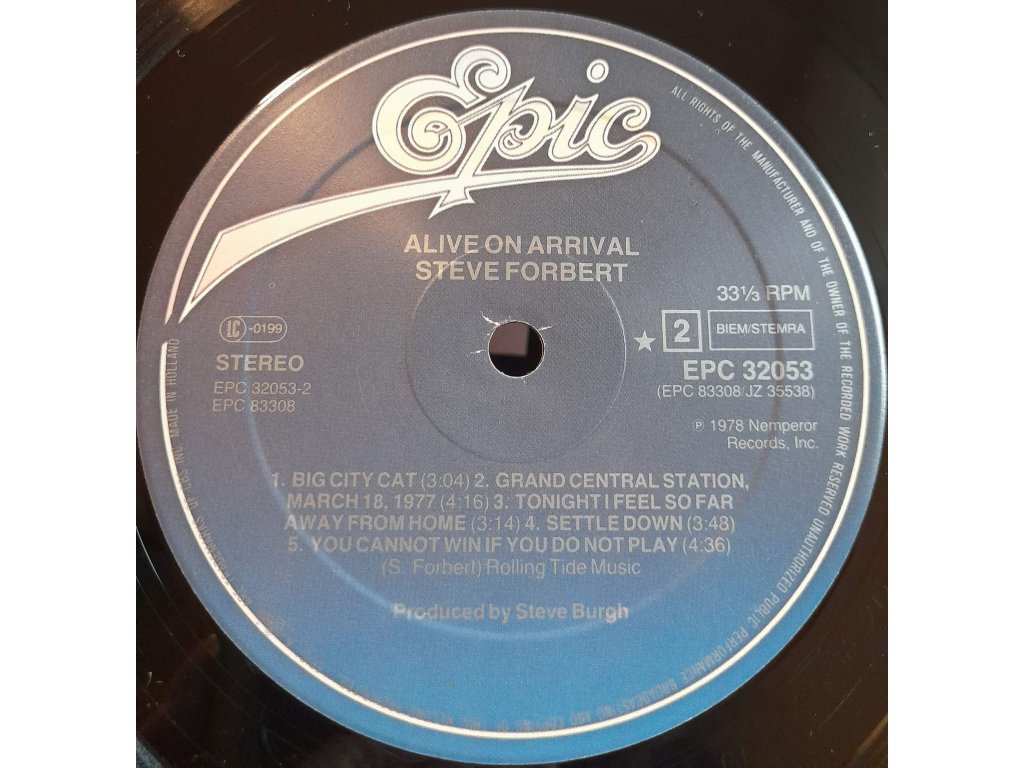 Epic
ALIVE ON ARRIVAL
STEVE FORBERT
33⅓ RPM
LC -0199
2 BIEM/STEMRA
STEREO
EPC 32053
EPC 32053-2
(EPC 83308/JZ 35538)
EPC 83308
℗ 1978 Nemperor
Records, Inc.
1. BIG CITY CAT (3:04) 2. GRAND CENTRAL STATION,
MARCH 18, 1977 (4:16) 3. TONIGHT I FEEL SO FAR
AWAY FROM HOME (3:14) 4. SETTLE DOWN (3:48)
5. YOU CANNOT WIN IF YOU DO NOT PLAY (4:36)
(S. Forbert) Rolling Tide Music
Produced by Steve Burgh
ALL RIGHTS OF THE MANUFACTURER AND OF THE OWNER OF THE RECORDED WORK RESERVED UNAUTHORIZED PUBLIC PERFORMANCE BROADCASTING AND COPYING OF
MADE IN HOLLAND